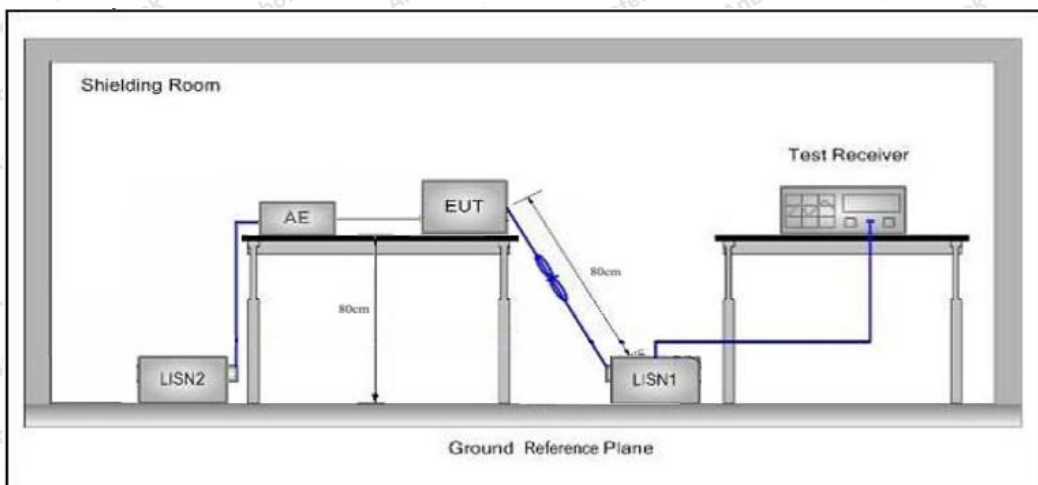 Shielding Room
Test Receiver
AE
EUT
80cm
80cm
LISN2
LISN1
Ground Reference Plane